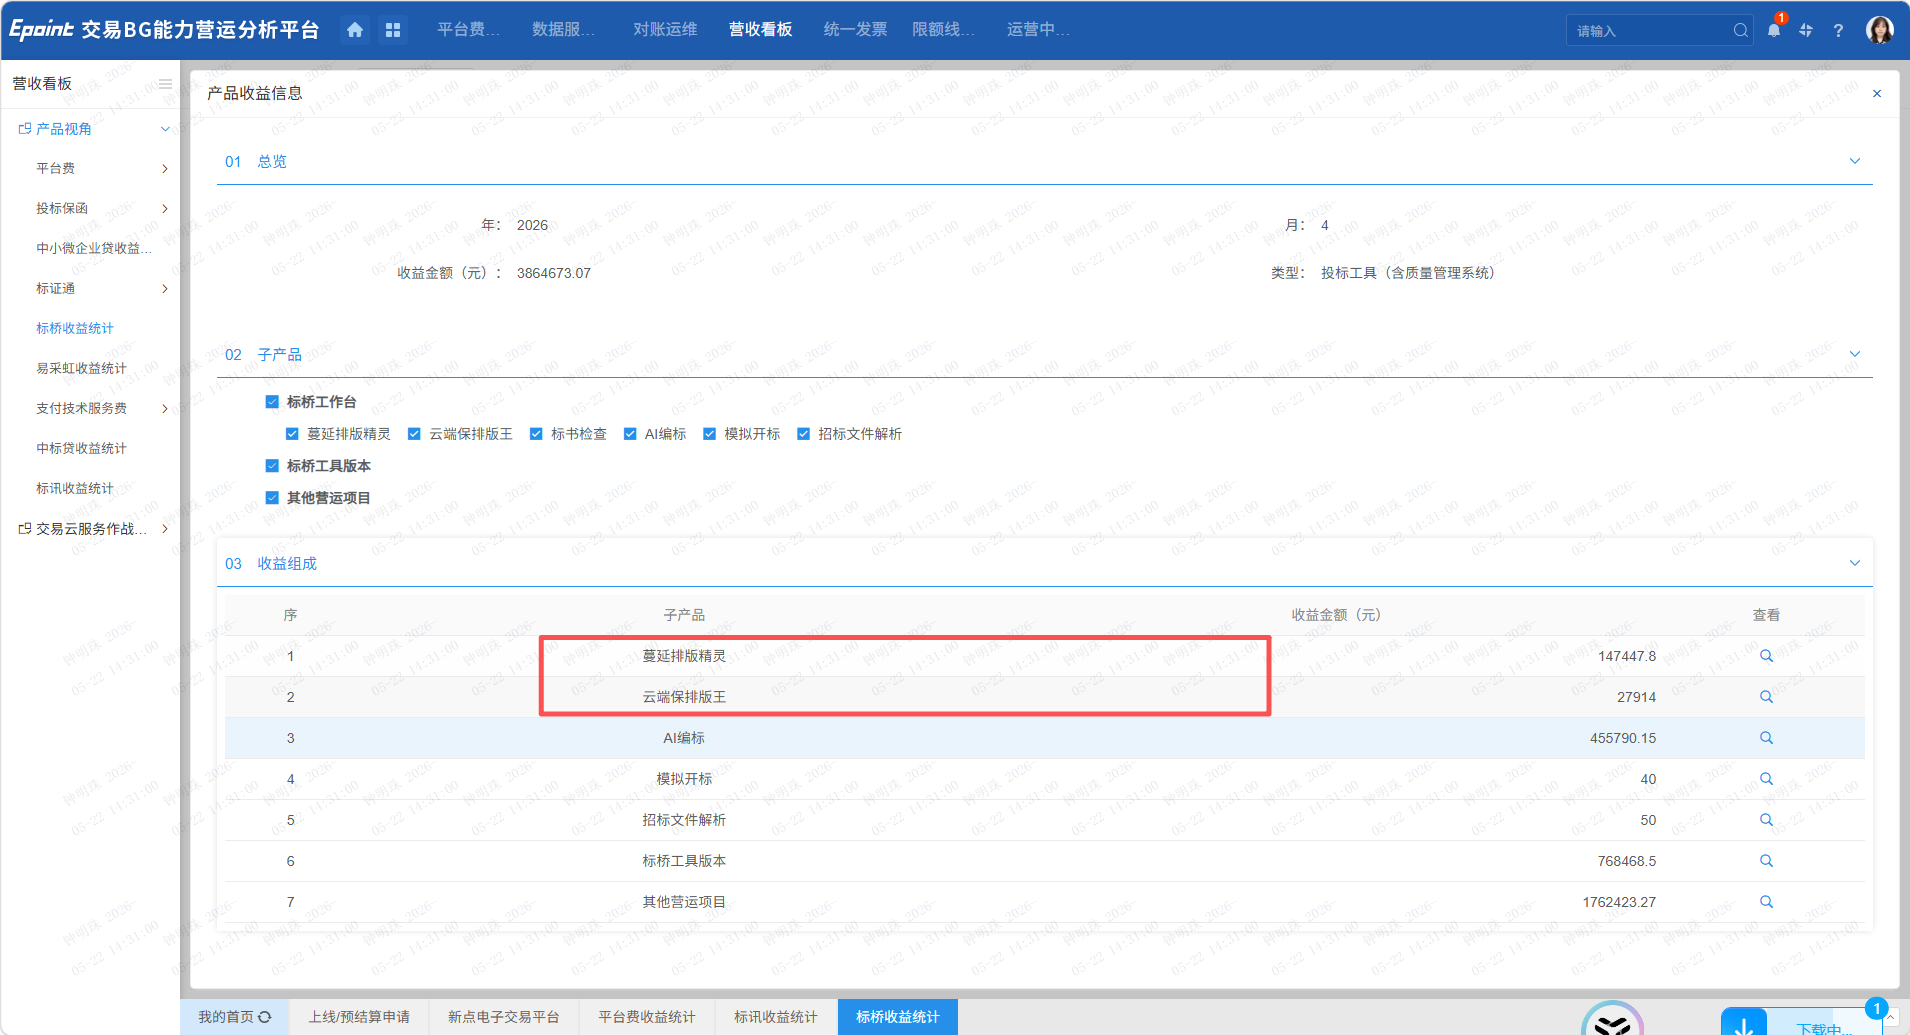 Epoint 交易BG能力营运分析平台
平台费...
数据服...
对账运维
营收看板
统一发票
限额线...
运营中...
请输入
1
?
营收看板
产品视角
平台费
投标保函
中小微企业贷收益...
标证通
标桥收益统计
易采虹收益统计
支付技术服务费
中标贷收益统计
标讯收益统计
交易云服务作战...
产品收益信息
×
01 总览
年： 2026
月： 4
收益金额（元）： 3864673.07
类型： 投标工具（含质量管理系统）
02 子产品
标桥工作台
蔓延排版精灵 云端保排版王 标书检查 AI编标 模拟开标 招标文件解析
标桥工具版本
其他营运项目
03 收益组成
序 子产品 收益金额（元） 查看
1 蔓延排版精灵 147447.8
2 云端保排版王 27914
3 AI编标 455790.15
4 模拟开标 40
5 招标文件解析 50
6 标桥工具版本 768468.5
7 其他营运项目 1762423.27
我的首页
上线/预结算申请
新点电子交易平台
平台费收益统计
标讯收益统计
标桥收益统计
下载中...
1
钟明珠 2026-
05-22 14:31:00